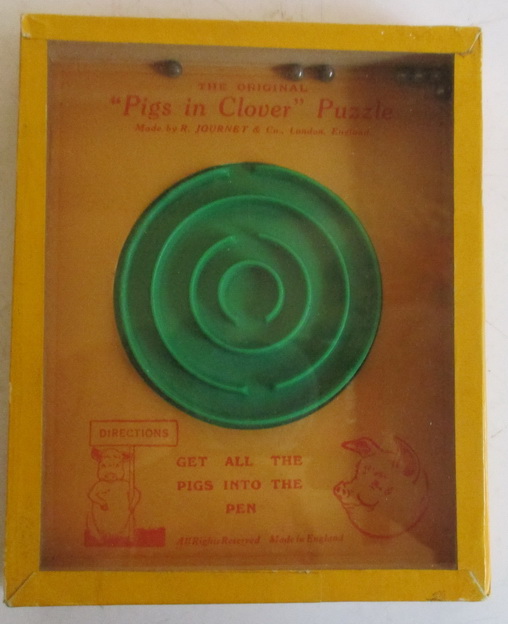 THE ORIGINAL
"Pigs in Clover" Puzzle
Made by R. JOURNET & Co., London, England.
DIRECTIONS
GET ALL THE
PIGS INTO THE
PEN
All Rights Reserved Made in England